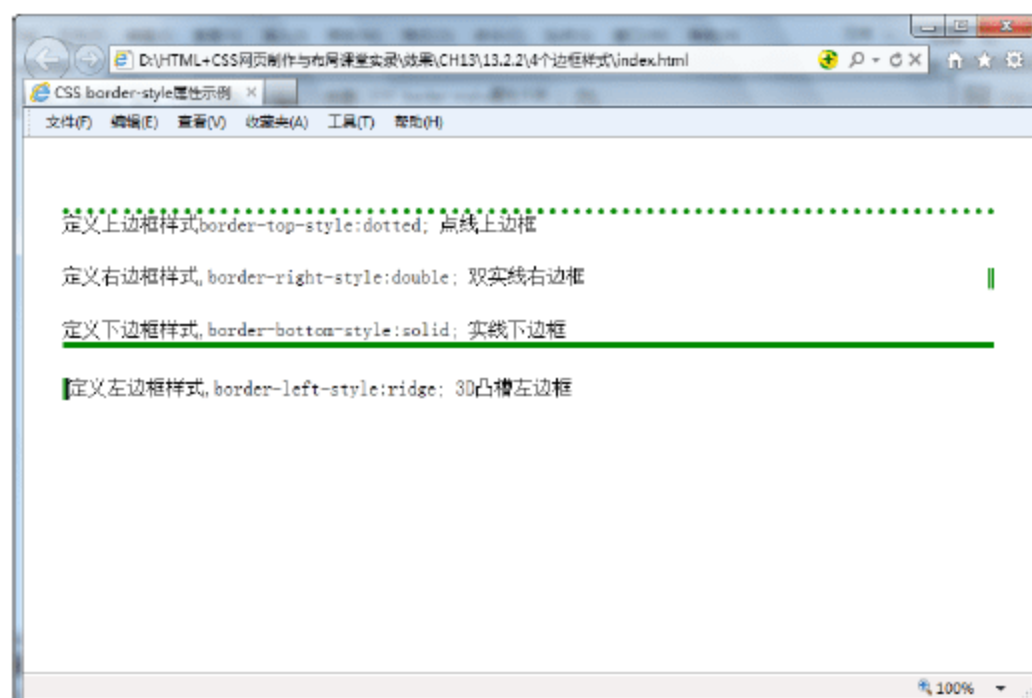 D:\HTML+CSS网页制作与布局课堂实录\效果\CH13\13.2.2\4个边框样式\index.html
CSS border-style属性示例
文件(F) 编辑(E) 查看(V) 收藏夹(A) 工具(T) 帮助(H)
定义上边框样式border-top-style:dotted; 点线上边框
定义右边框样式,border-right-style:double; 双实线右边框
定义下边框样式,border-bottom-style:solid; 实线下边框
定义左边框样式,border-left-style:ridge; 3D凸槽左边框
100%